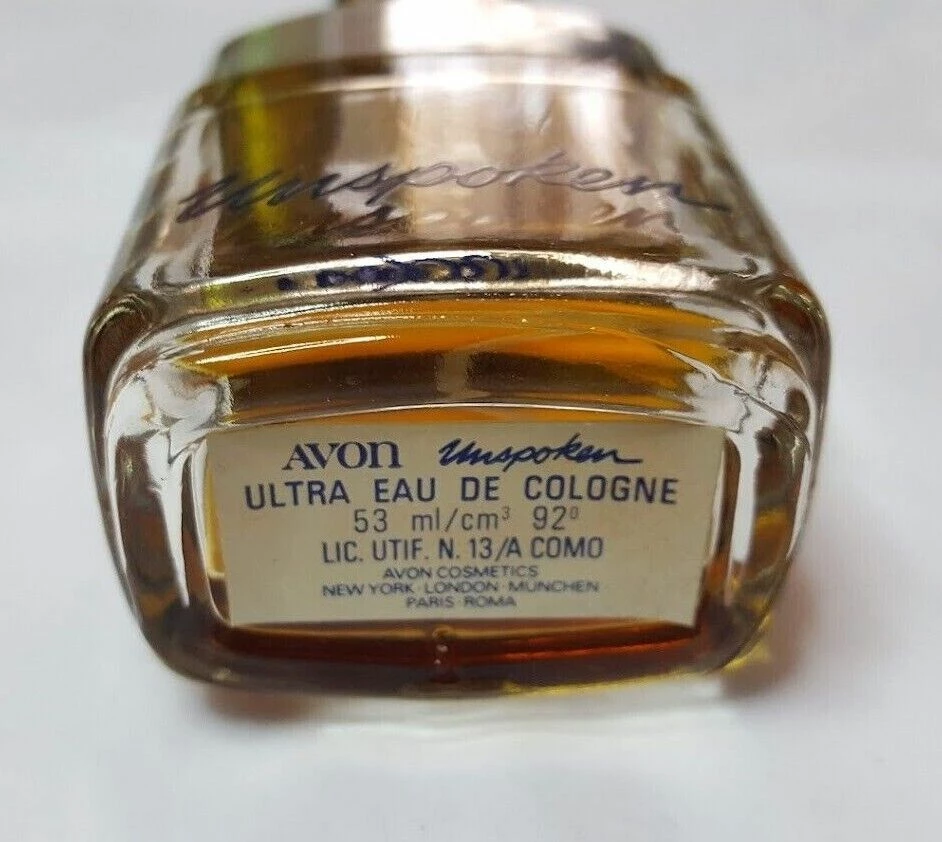 Unspoken
AVON Unspoken
ULTRA EAU DE COLOGNE
53 ml/cm³ 92⁰
LIC. UTIF. N. 13/A COMO
AVON COSMETICS
NEW YORK · LONDON · MÜNCHEN
PARIS · ROMA